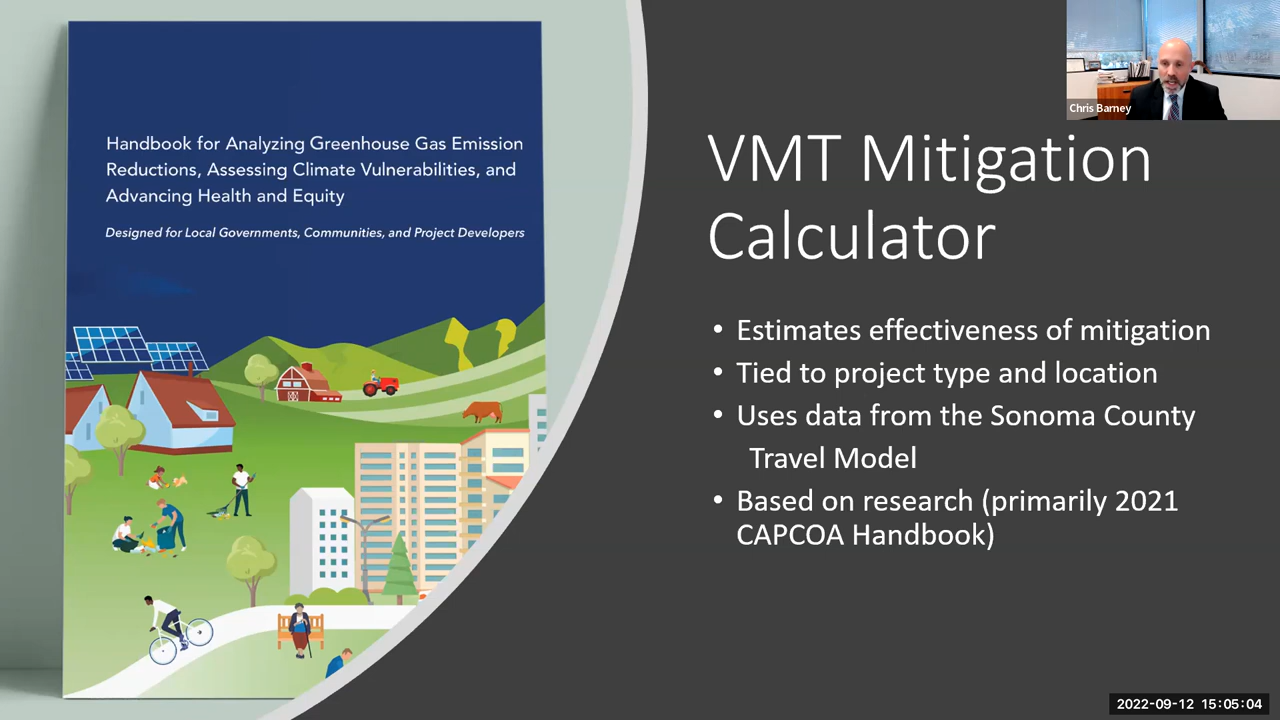 Handbook for Analyzing Greenhouse Gas Emission
Reductions, Assessing Climate Vulnerabilities, and
Advancing Health and Equity
Designed for Local Governments, Communities, and Project Developers
Chris Barney
VMT Mitigation
Calculator
• Estimates effectiveness of mitigation
• Tied to project type and location
• Uses data from the Sonoma County
Travel Model
• Based on research (primarily 2021
CAPCOA Handbook)
2022-09-12 15:05:04